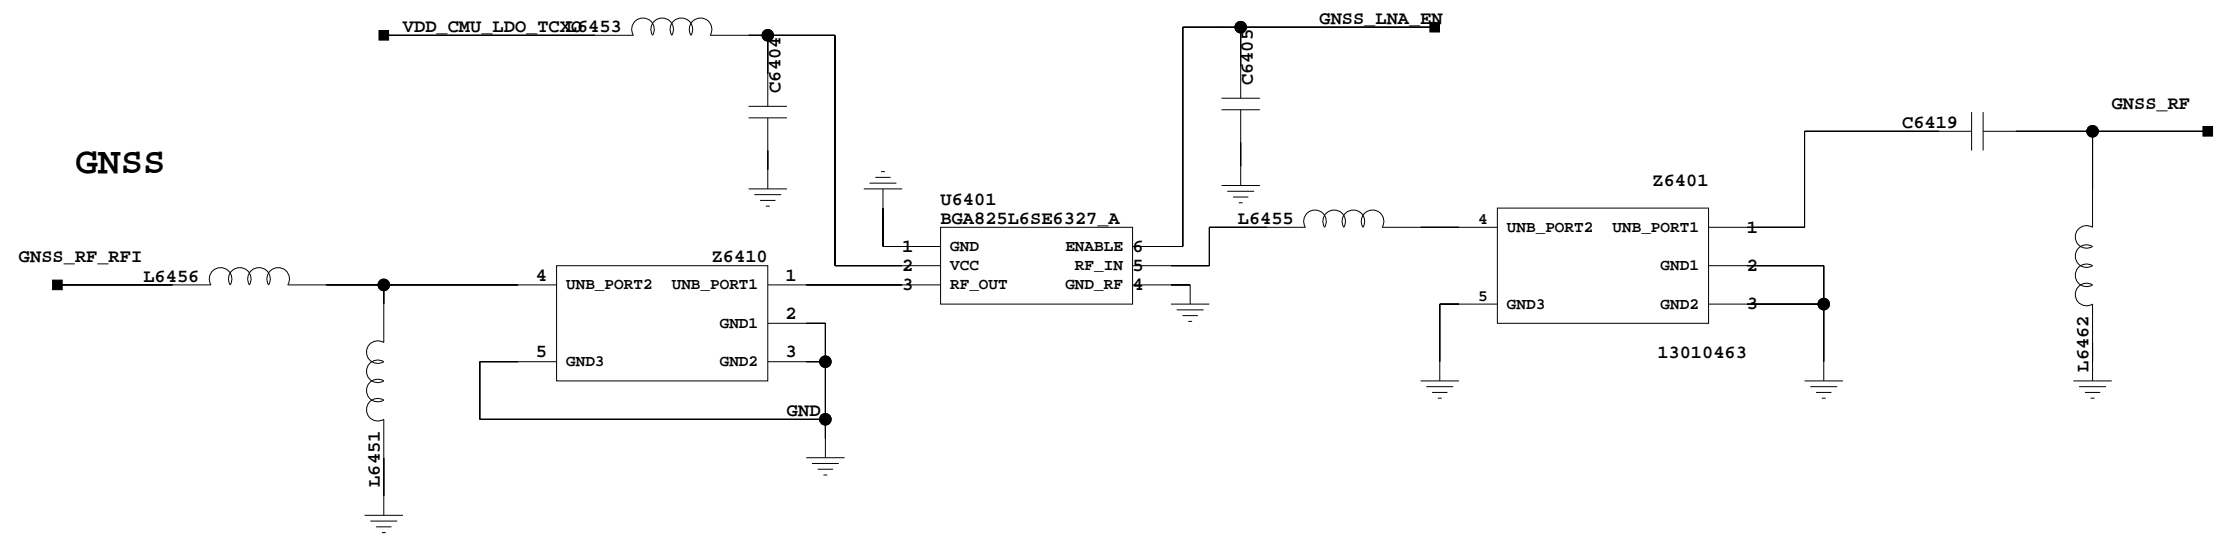 VDD_CMU_LDO_TCXO
L6453
GNSS_LNA_EN
C6404
C6405
GNSS_RF
C6419
GNSS
Z6401
U6401
BGA825L6SE6327_A
L6455
4
UNB_PORT2
UNB_PORT1
1
1
GND
ENABLE
6
GNSS_RF_RFI
Z6410
2
VCC
RF_IN
5
GND1
2
L6456
4
UNB_PORT2
UNB_PORT1
1
3
RF_OUT
GND_RF
4
5
GND3
GND2
3
GND1
2
L6462
13010463
5
GND3
GND2
3
GND
L6451